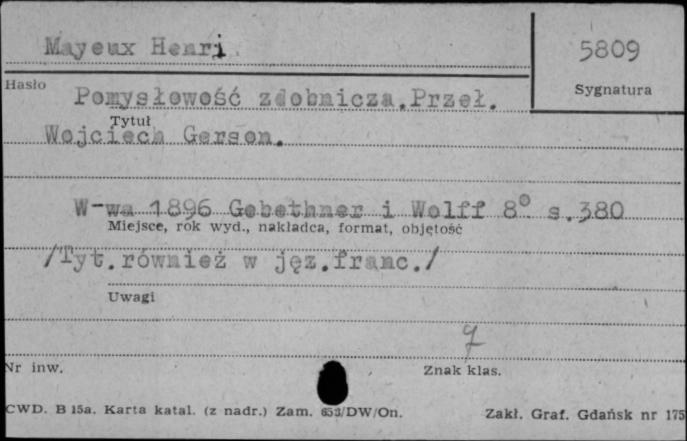 Mayeux Henri
5809
Hasło
Sygnatura
Pomysłowość zdobnicza.Przeł.
Tytuł
Wojciech Gerson.
W-wa 1896 Gebethner i Wolff 8° s.380
Miejsce, rok wyd., nakładca, format, objętość
/Tyt.również w jęz.franc./
Uwagi
Nr inw.
Znak klas.
CWD. B 15a. Karta katal. (z nadr.) Zam. 653/DW/On.
Zakł. Graf. Gdańsk nr 175